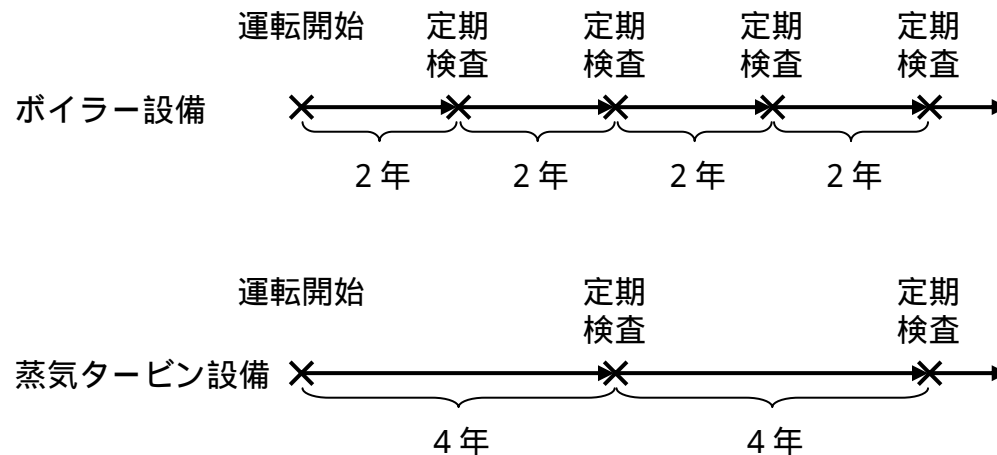 運転開始 定期 定期 定期 定期
検査 検査 検査 検査
ボイラー設備
2年 2年 2年 2年
運転開始 定期 定期
検査 検査
蒸気タービン設備
4年 4年